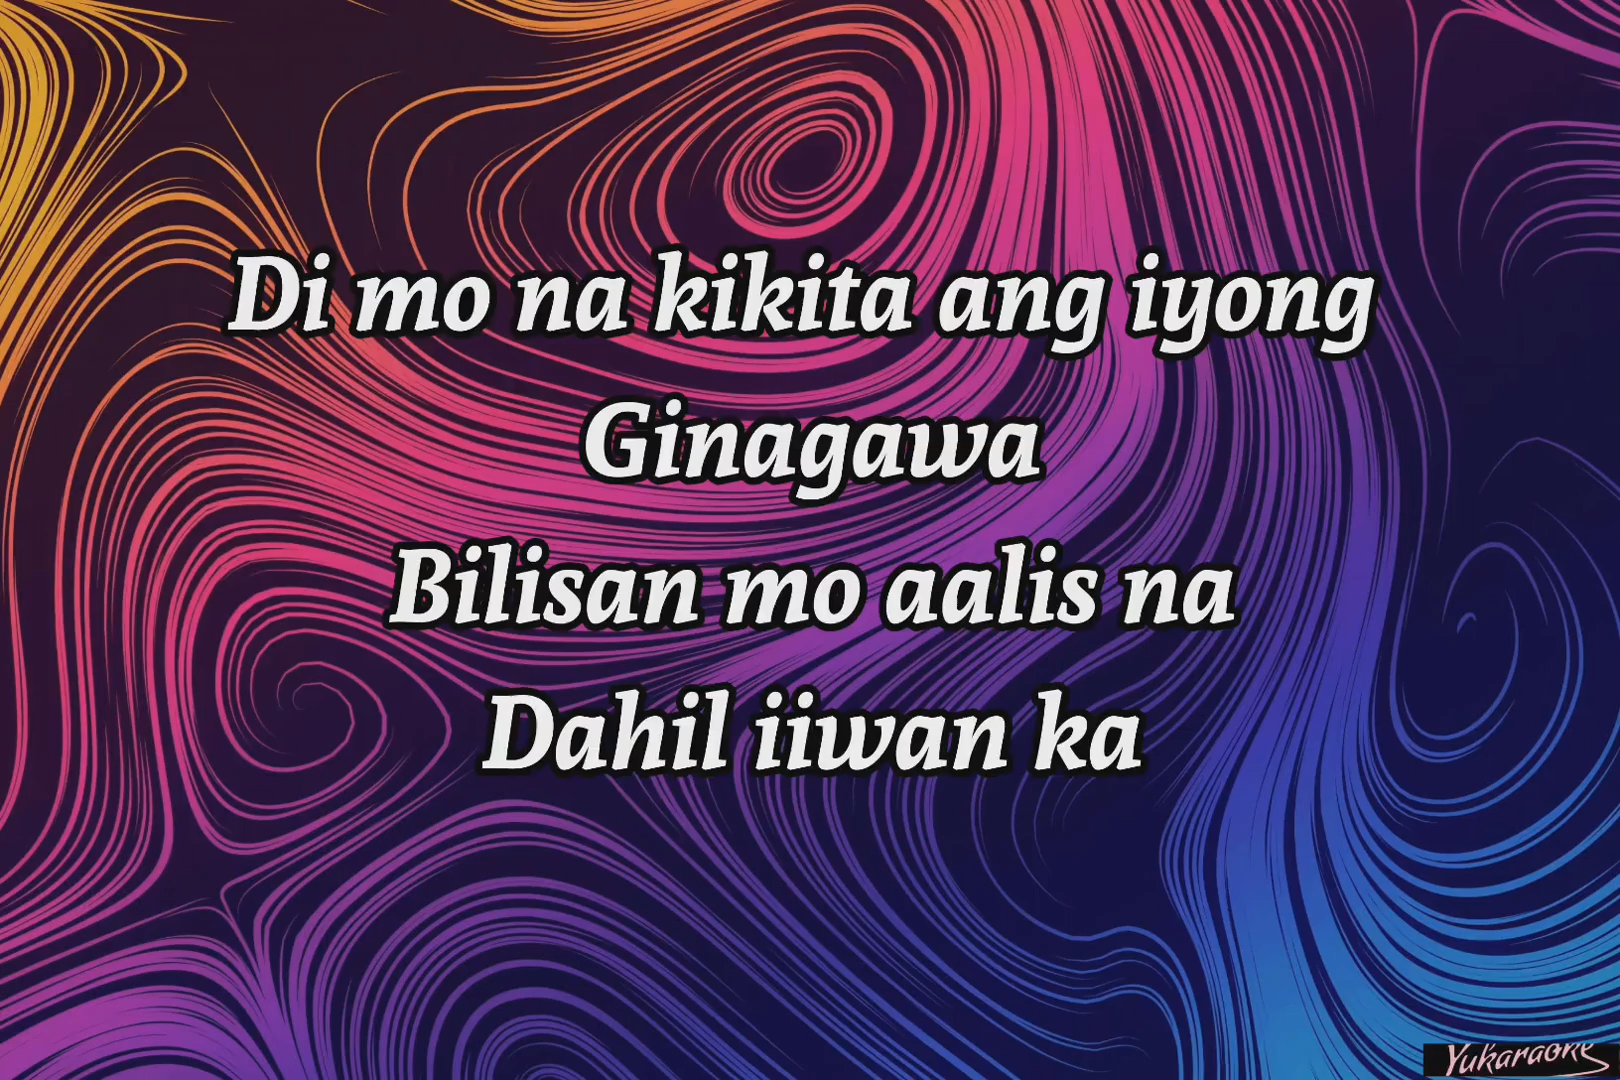 Di mo na kikita ang iyong
Ginagawa
Bilisan mo aalis na
Dahil iiwan ka
Yukaraoke